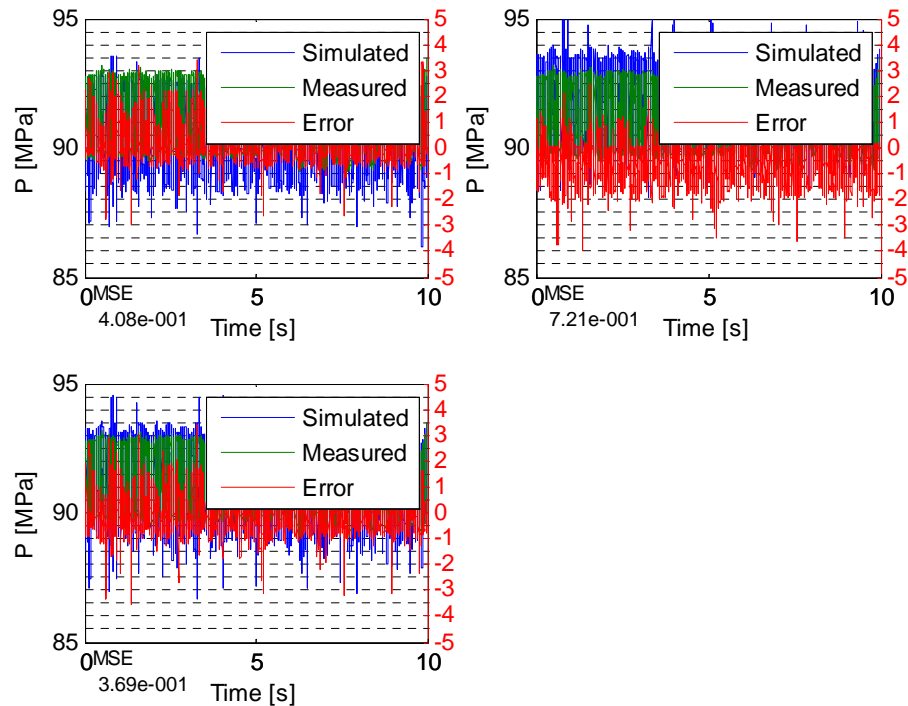 95
90
85
P [MPa]
5
4
3
2
1
0
-1
-2
-3
-4
-5
Simulated
Measured
Error
0 5 10
MSE
4.08e-001
Time [s]
95
90
85
P [MPa]
5
4
3
2
1
0
-1
-2
-3
-4
-5
Simulated
Measured
Error
0 5 10
MSE
7.21e-001
Time [s]
95
90
85
P [MPa]
5
4
3
2
1
0
-1
-2
-3
-4
-5
Simulated
Measured
Error
0 5 10
MSE
3.69e-001
Time [s]